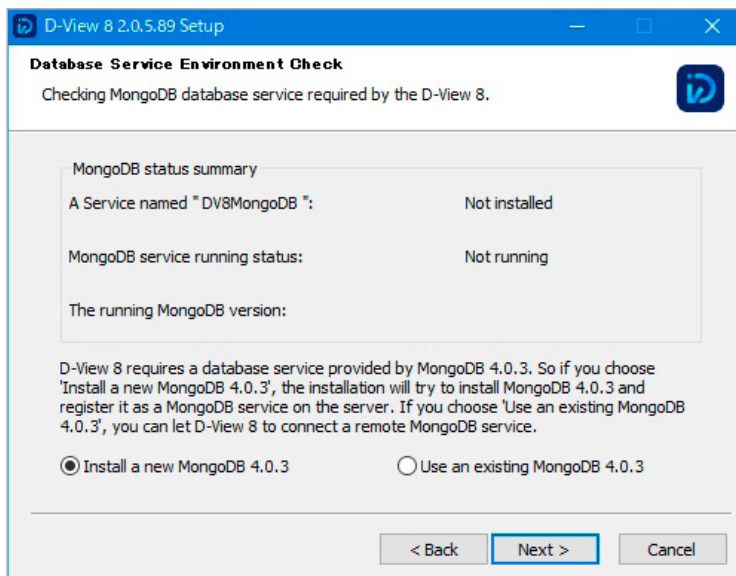 D-View 8 2.0.5.89 Setup
Database Service Environment Check
Checking MongoDB database service required by the D-View 8.
MongoDB status summary
A Service named " DV8MongoDB ": Not installed
MongoDB service running status: Not running
The running MongoDB version:
D-View 8 requires a database service provided by MongoDB 4.0.3. So if you choose
'Install a new MongoDB 4.0.3', the installation will try to install MongoDB 4.0.3 and
register it as a MongoDB service on the server. If you choose 'Use an existing MongoDB
4.0.3', you can let D-View 8 to connect a remote MongoDB service.
Install a new MongoDB 4.0.3 Use an existing MongoDB 4.0.3
< Back Next > Cancel